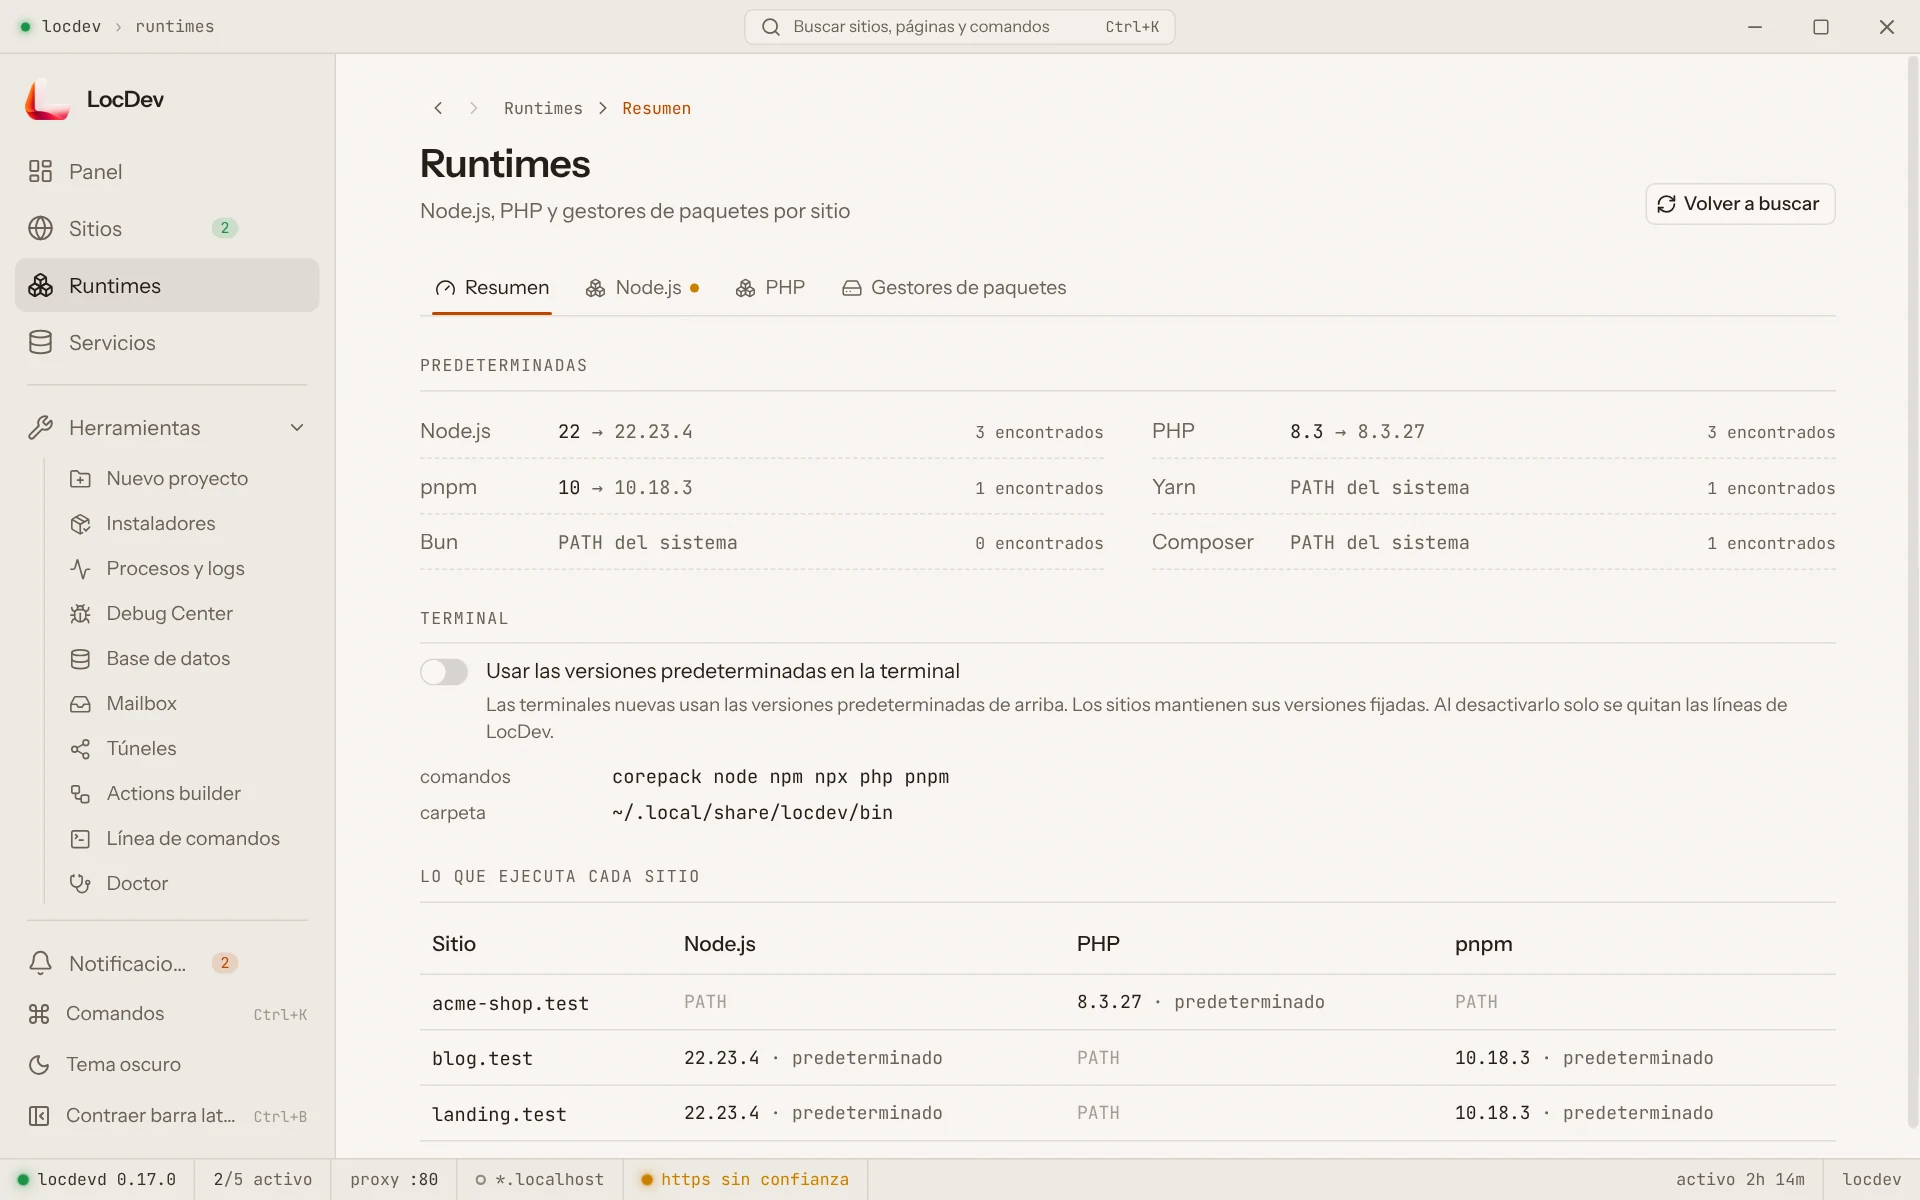 locdev › runtimes
Buscar sitios, páginas y comandos Ctrl+K
LocDev
Panel
Sitios 2
Runtimes
Servicios
Herramientas
Nuevo proyecto
Instaladores
Procesos y logs
Debug Center
Base de datos
Mailbox
Túneles
Actions builder
Línea de comandos
Doctor
Notificacio... 2
Comandos Ctrl+K
Tema oscuro
Contraer barra lat... Ctrl+B
Runtimes > Resumen
Runtimes
Node.js, PHP y gestores de paquetes por sitio
Volver a buscar
Resumen Node.js PHP Gestores de paquetes
PREDETERMINADAS
Node.js 22 → 22.23.4 3 encontrados PHP 8.3 → 8.3.27 3 encontrados
pnpm 10 → 10.18.3 1 encontrados Yarn PATH del sistema 1 encontrados
Bun PATH del sistema 0 encontrados Composer PATH del sistema 1 encontrados
TERMINAL
Usar las versiones predeterminadas en la terminal
Las terminales nuevas usan las versiones predeterminadas de arriba. Los sitios mantienen sus versiones fijadas. Al desactivarlo solo se quitan las líneas de
LocDev.
comandos corepack node npm npx php pnpm
carpeta ~/.local/share/locdev/bin
LO QUE EJECUTA CADA SITIO
Sitio Node.js PHP pnpm
acme-shop.test PATH 8.3.27 · predeterminado PATH
blog.test 22.23.4 · predeterminado PATH 10.18.3 · predeterminado
landing.test 22.23.4 · predeterminado PATH 10.18.3 · predeterminado
locdevd 0.17.0 2/5 activo proxy :80 *.localhost https sin confianza activo 2h 14m locdev